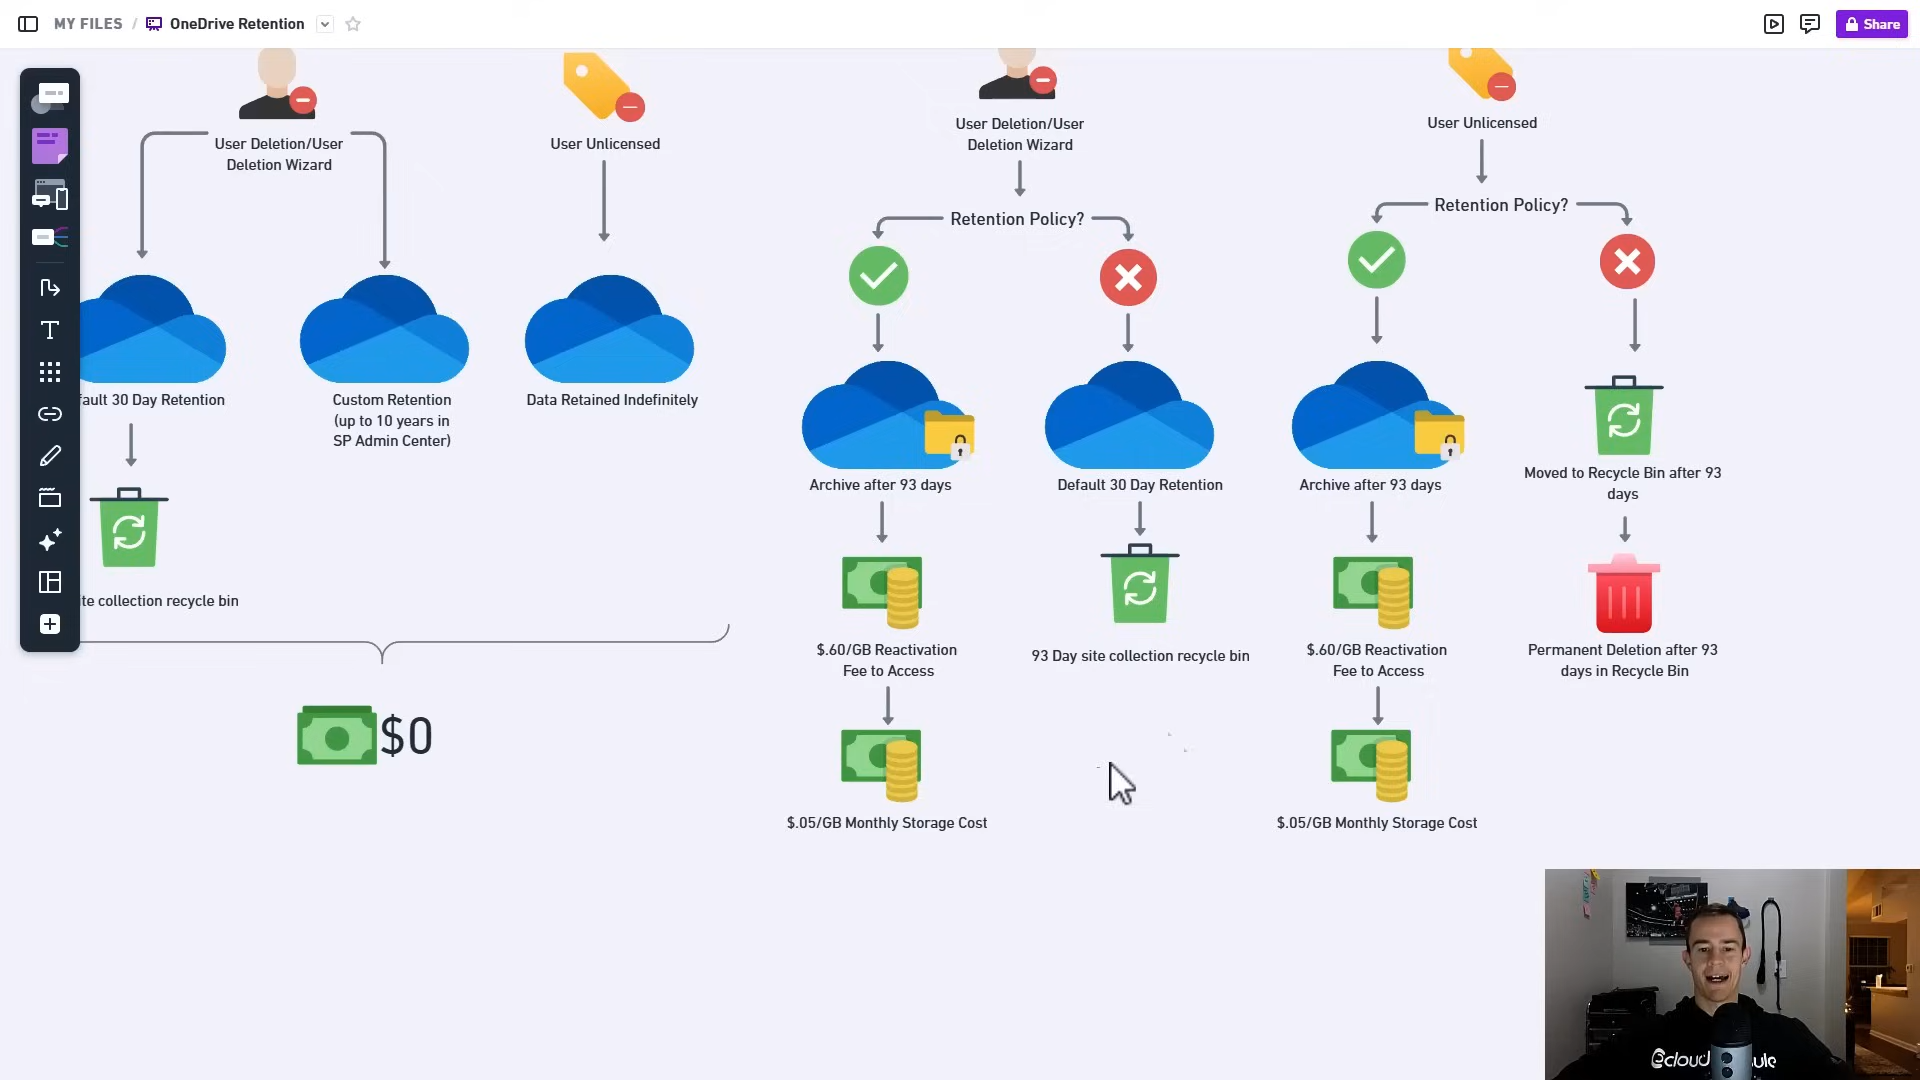 MY FILES / OneDrive Retention
Share
User Deletion/User
Deletion Wizard
User Unlicensed
fault 30 Day Retention
Custom Retention
(up to 10 years in
SP Admin Center)
Data Retained Indefinitely
ite collection recycle bin
$0
User Deletion/User
Deletion Wizard
Retention Policy?
Archive after 93 days
Default 30 Day Retention
$.60/GB Reactivation
Fee to Access
93 Day site collection recycle bin
$.05/GB Monthly Storage Cost
User Unlicensed
Retention Policy?
Archive after 93 days
Moved to Recycle Bin after 93
days
$.60/GB Reactivation
Fee to Access
Permanent Deletion after 93
days in Recycle Bin
$.05/GB Monthly Storage Cost